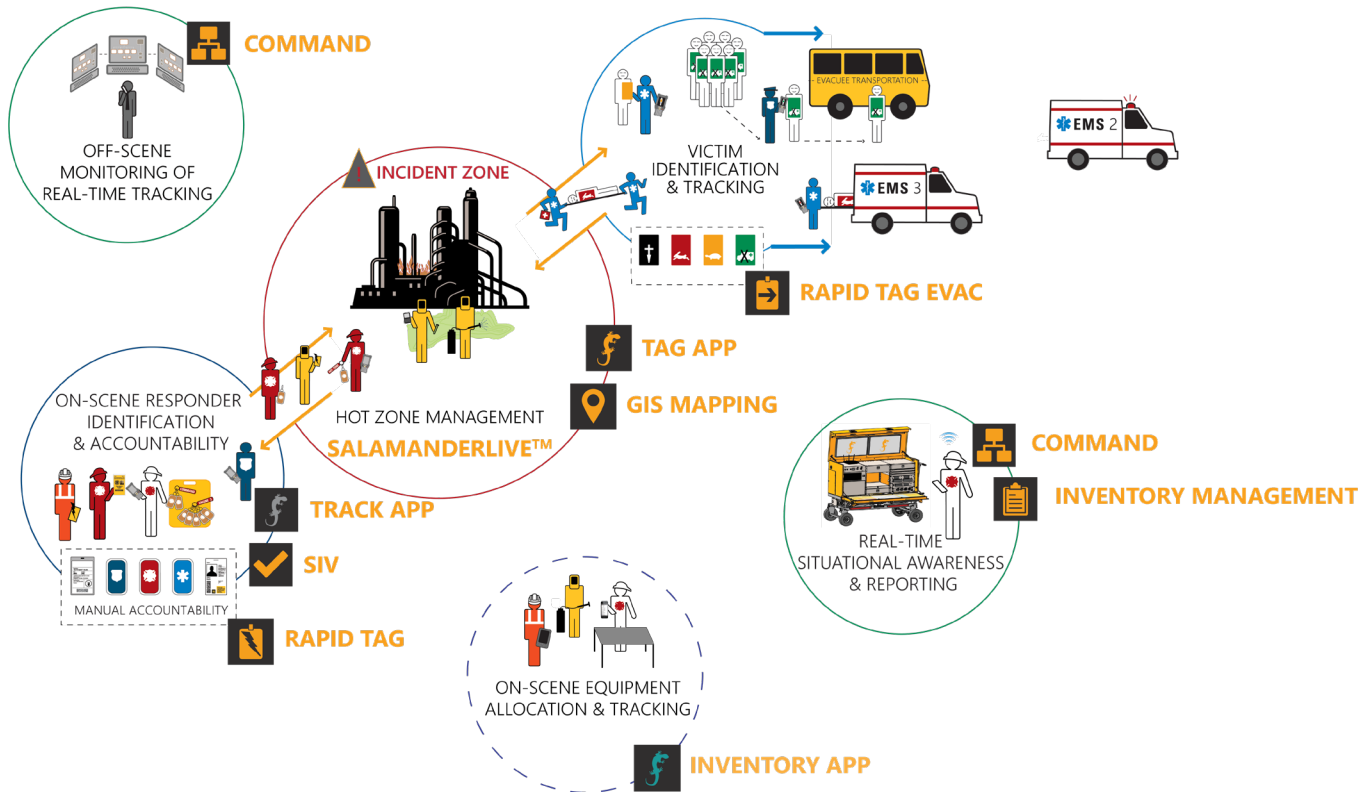 COMMAND
OFF-SCENE
MONITORING OF
REAL-TIME TRACKING
EVACUEE TRANSPORTATION
VICTIM
IDENTIFICATION
& TRACKING
EMS 2
EMS 3
RAPID TAG EVAC
! INCIDENT ZONE
TAG APP
GIS MAPPING
HOT ZONE MANAGEMENT
SALAMANDERLIVE™
ON-SCENE RESPONDER
IDENTIFICATION
& ACCOUNTABILITY
TRACK APP
SIV
MANUAL ACCOUNTABILITY
RAPID TAG
COMMAND
INVENTORY MANAGEMENT
REAL-TIME
SITUATIONAL AWARENESS
& REPORTING
ON-SCENE EQUIPMENT
ALLOCATION & TRACKING
INVENTORY APP